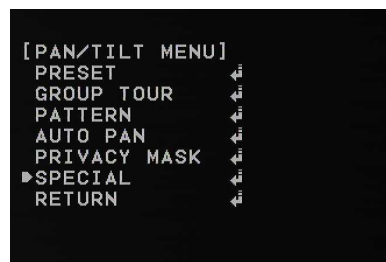 [PAN/TILT MENU]
PRESET ↵
GROUP TOUR ↵
PATTERN ↵
AUTO PAN ↵
PRIVACY MASK ↵
▶SPECIAL ↵
RETURN ↵